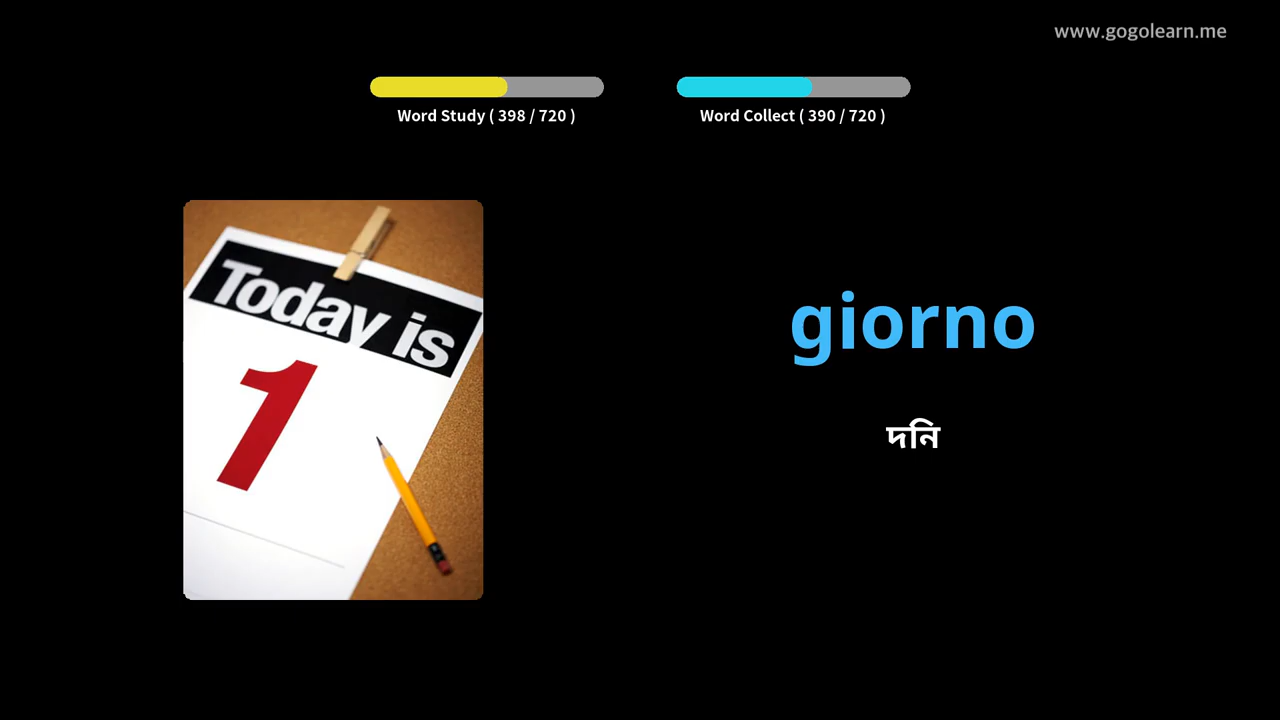 www.gogolearn.me
Word Study ( 398 / 720 )
Word Collect ( 390 / 720 )
Today is
1
giorno
দনি